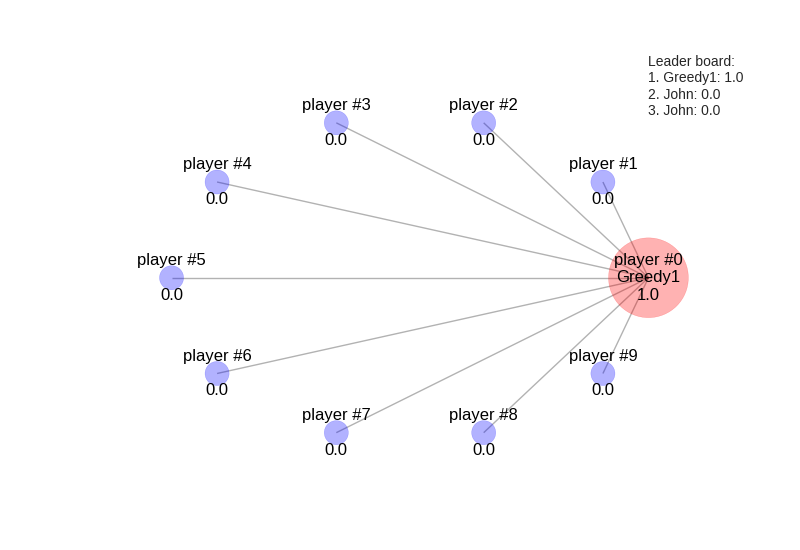 Leader board:
1. Greedy1: 1.0
2. John: 0.0
3. John: 0.0
player #3
0.0
player #2
0.0
player #4
0.0
player #1
0.0
player #5
0.0
player #0
Greedy1
1.0
player #6
0.0
player #9
0.0
player #7
0.0
player #8
0.0